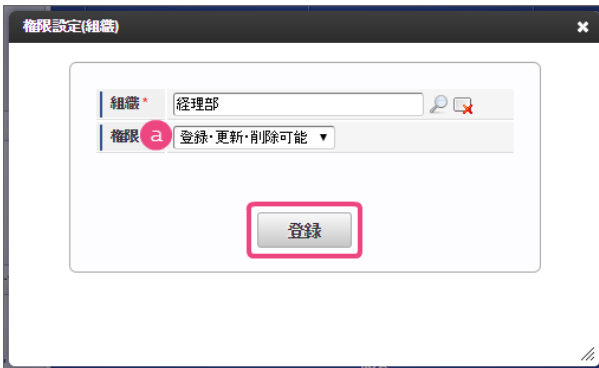 権限設定(組織)
組織*
経理部
権限
a
登録・更新・削除可能
登録